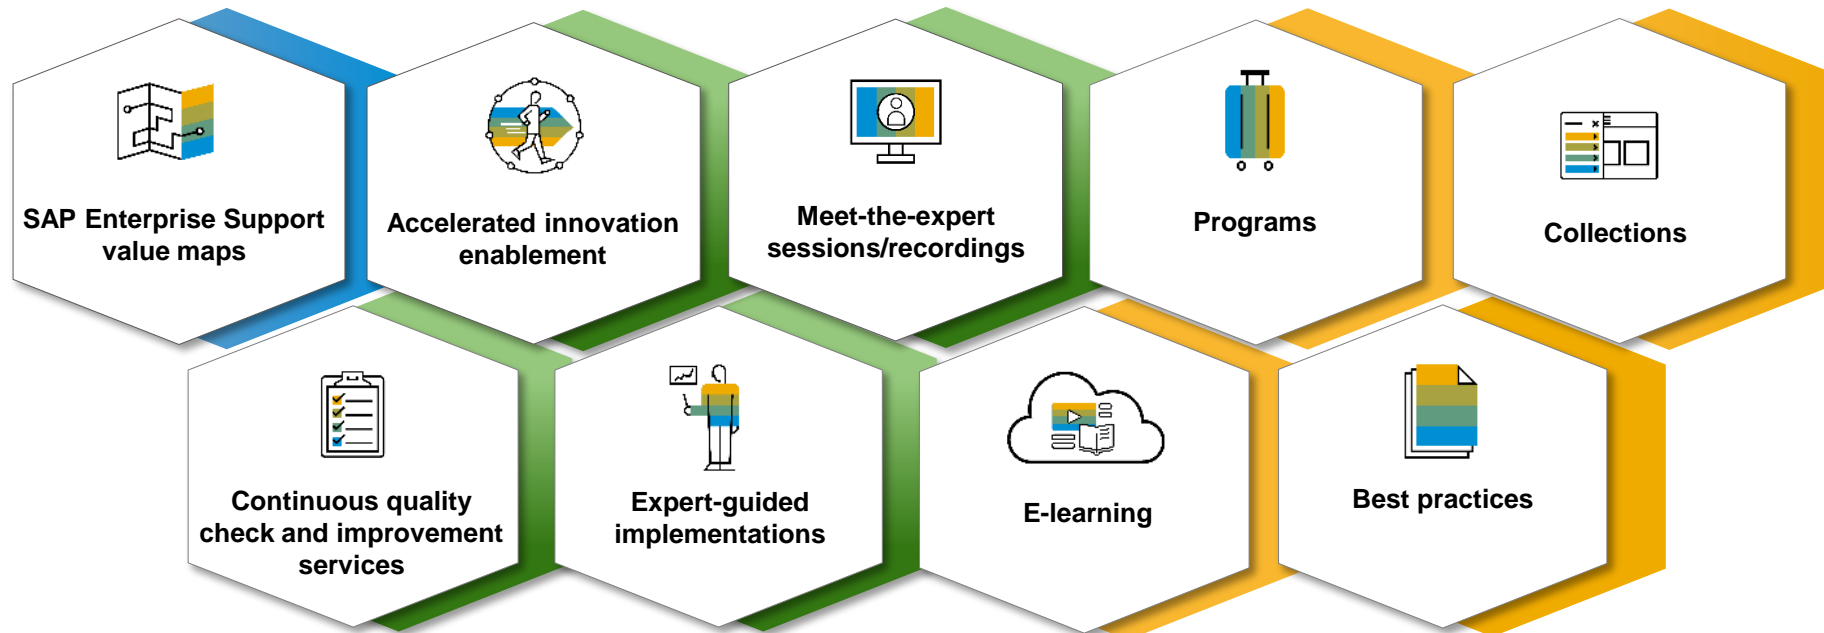 SAP Enterprise Support
value maps
Accelerated innovation
enablement
Meet-the-expert
sessions/recordings
Programs
Collections
Continuous quality
check and improvement
services
Expert-guided
implementations
E-learning
Best practices